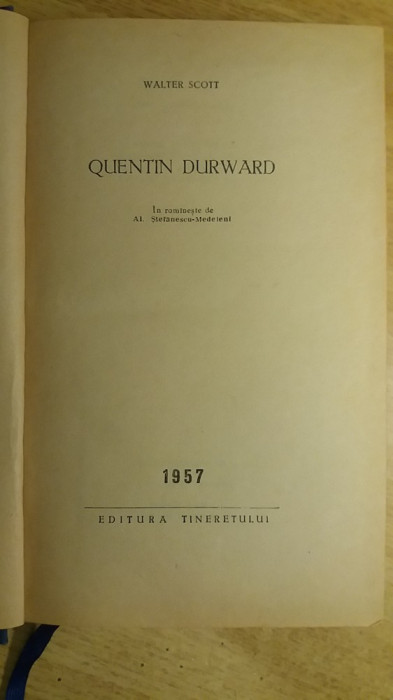 WALTER SCOTT
QUENTIN DURWARD
În romînește de
Al. Ștefănescu-Medeleni
1957
EDITURA TINERETULUI